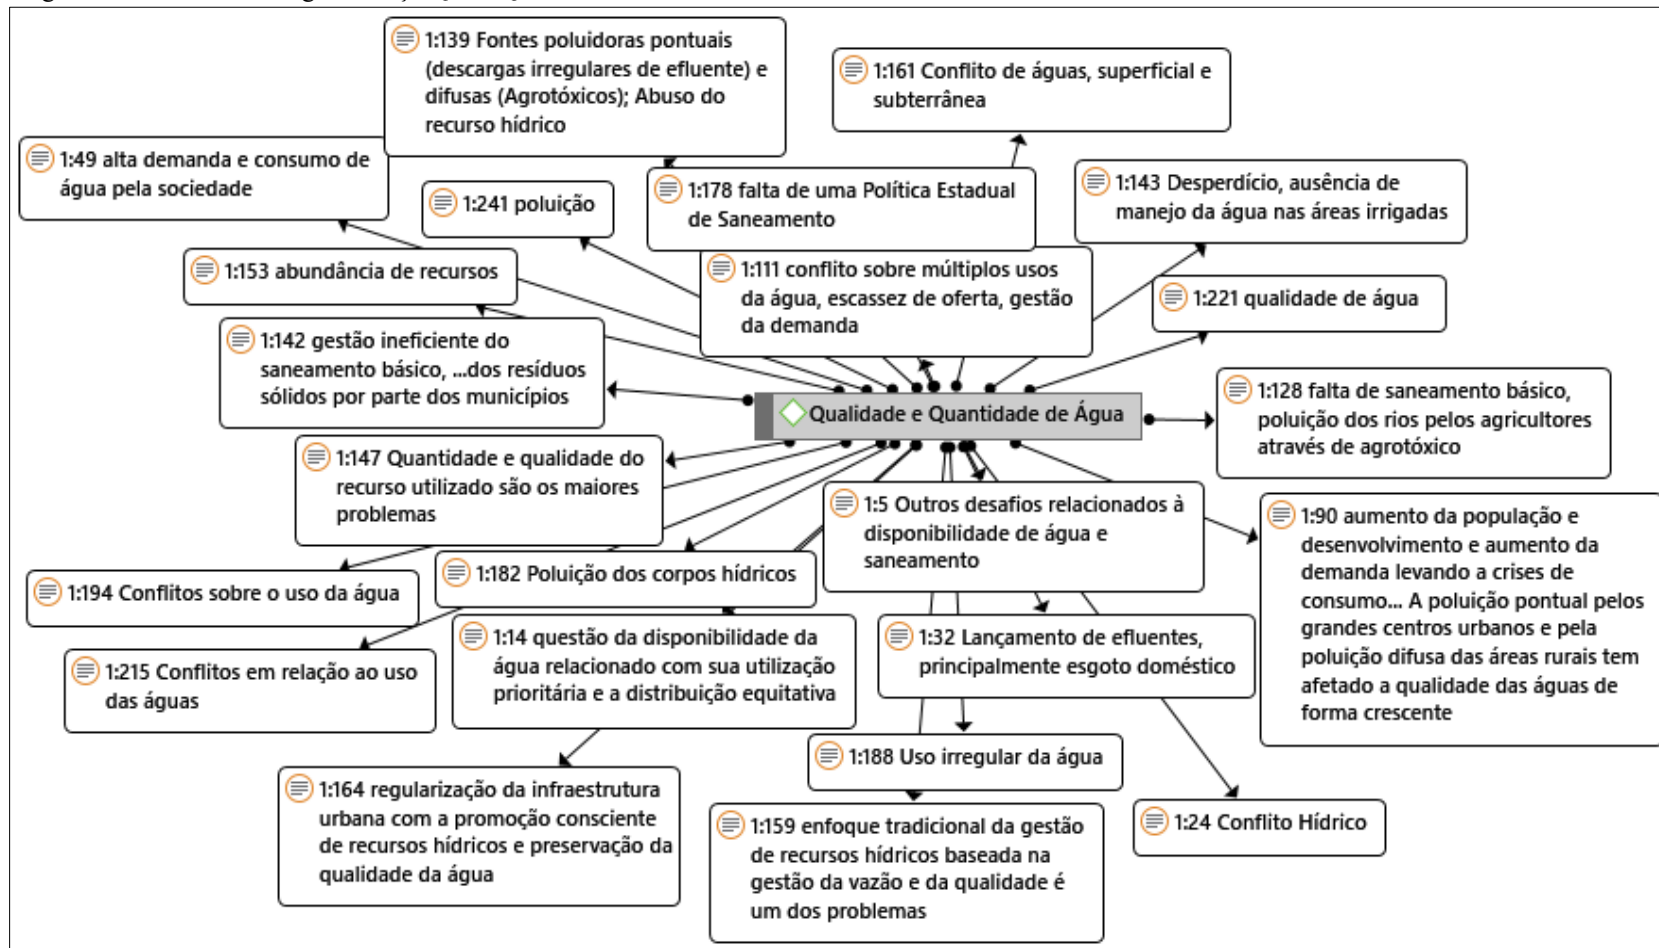 1:139 Fontes poluidoras pontuais
(descargas irregulares de efluente) e
difusas (Agrotóxicos); Abuso do
recurso hídrico
1:161 Conflito de águas, superficial e
subterrânea
1:49 alta demanda e consumo de
água pela sociedade
1:241 poluição
1:178 falta de uma Política Estadual
de Saneamento
1:143 Desperdício, ausência de
manejo da água nas áreas irrigadas
1:153 abundância de recursos
1:111 conflito sobre múltiplos usos
da água, escassez de oferta, gestão
da demanda
1:221 qualidade de água
1:142 gestão ineficiente do
saneamento básico, ...dos resíduos
sólidos por parte dos municípios
Qualidade e Quantidade de Água
1:128 falta de saneamento básico,
poluição dos rios pelos agricultores
através de agrotóxico
1:147 Quantidade e qualidade do
recurso utilizado são os maiores
problemas
1:5 Outros desafios relacionados à
disponibilidade de água e
saneamento
1:90 aumento da população e
desenvolvimento e aumento da
demanda levando a crises de
consumo... A poluição pontual pelos
grandes centros urbanos e pela
poluição difusa das áreas rurais tem
afetado a qualidade das águas de
forma crescente
1:194 Conflitos sobre o uso da água
1:182 Poluição dos corpos hídricos
1:215 Conflitos em relação ao uso
das águas
1:14 questão da disponibilidade da
água relacionado com sua utilização
prioritária e a distribuição equitativa
1:32 Lançamento de efluentes,
principalmente esgoto doméstico
1:188 Uso irregular da água
1:164 regularização da infraestrutura
urbana com a promoção consciente
de recursos hídricos e preservação da
qualidade da água
1:159 enfoque tradicional da gestão
de recursos hídricos baseada na
gestão da vazão e da qualidade é
um dos problemas
1:24 Conflito Hídrico